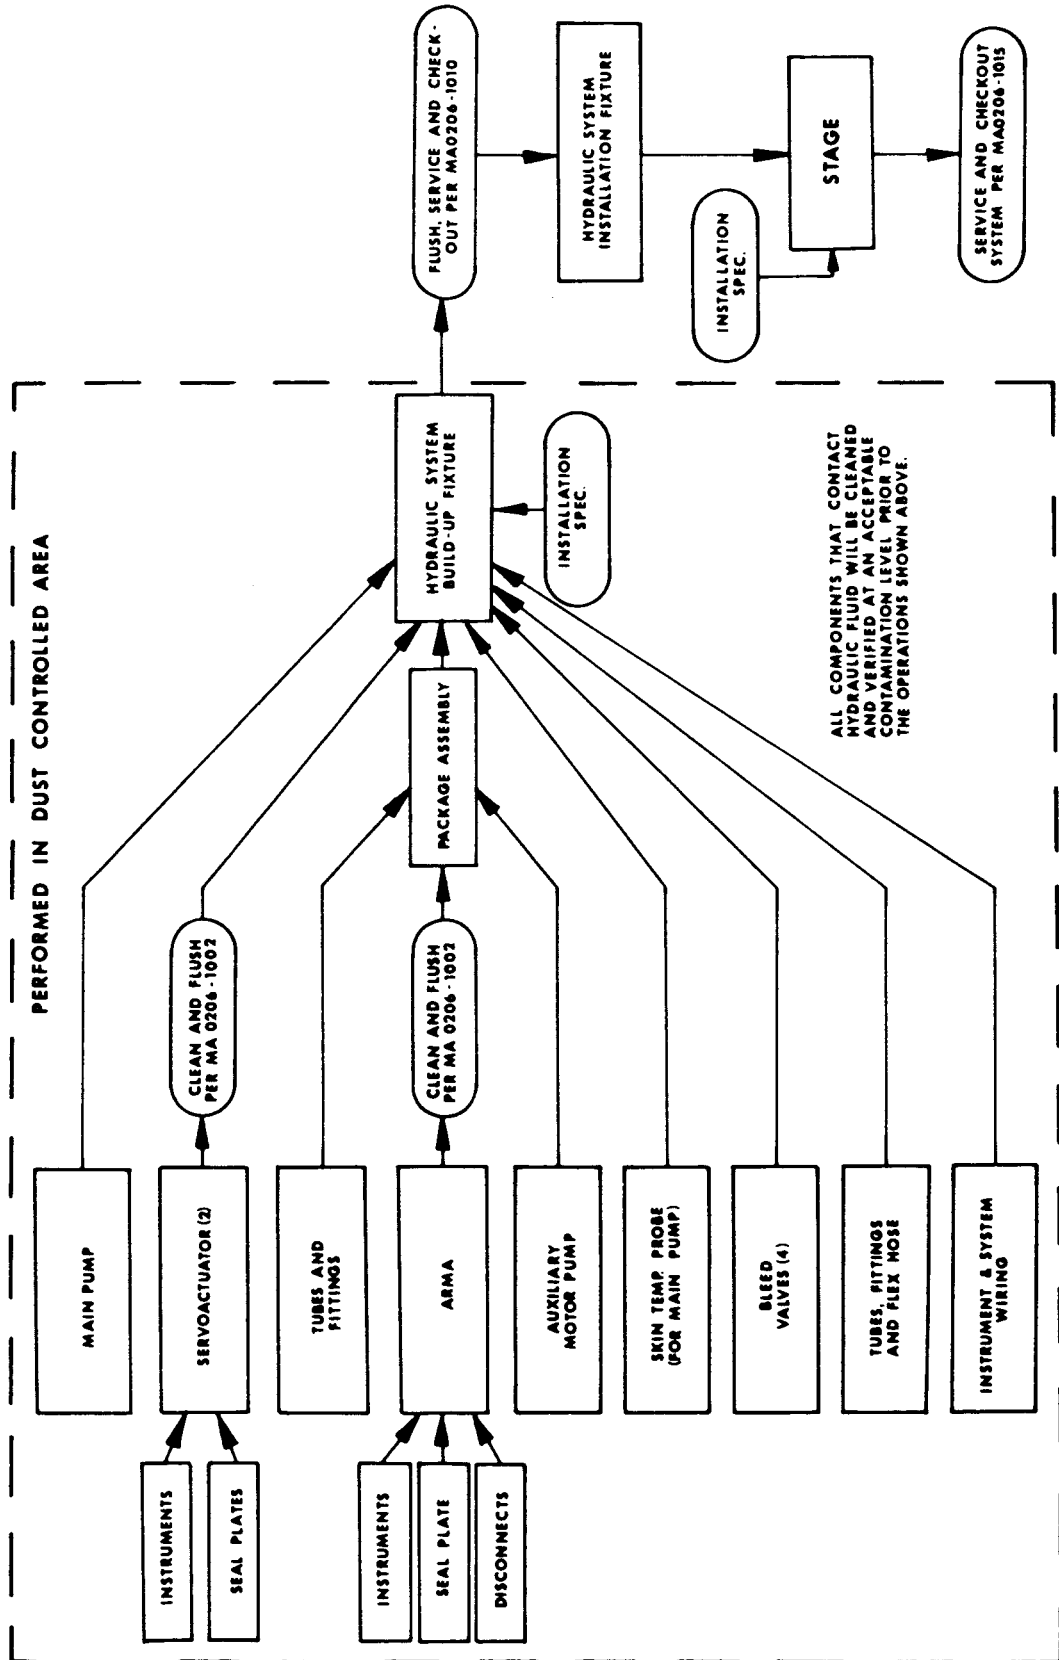 PERFORMED IN DUST CONTROLLED AREA
INSTRUMENTS
SEAL PLATES
INSTRUMENTS
SEAL PLATE
DISCONNECTS
MAIN PUMP
SERVOACTUATOR (2)
TUBES AND
FITTINGS
ARMA
AUXILIARY
MOTOR PUMP
SKIN TEMP. PROBE
(FOR MAIN PUMP)
BLEED
VALVES (4)
TUBES, FITTINGS
AND FLEX HOSE
INSTRUMENT & SYSTEM
WIRING
CLEAN AND FLUSH
PER MA 0206-1002
CLEAN AND FLUSH
PER MA 0206-1002
PACKAGE ASSEMBLY
HYDRAULIC SYSTEM
BUILD-UP FIXTURE
INSTALLATION
SPEC.
ALL COMPONENTS THAT CONTACT
HYDRAULIC FLUID WILL BE CLEANED
AND VERIFIED AT AN ACCEPTABLE
CONTAMINATION LEVEL PRIOR TO
THE OPERATIONS SHOWN ABOVE.
FLUSH, SERVICE AND CHECK-
OUT PER MA0206-1010
HYDRAULIC SYSTEM
INSTALLATION FIXTURE
INSTALLATION
SPEC.
STAGE
SERVICE AND CHECKOUT
SYSTEM PER MA0206-1015